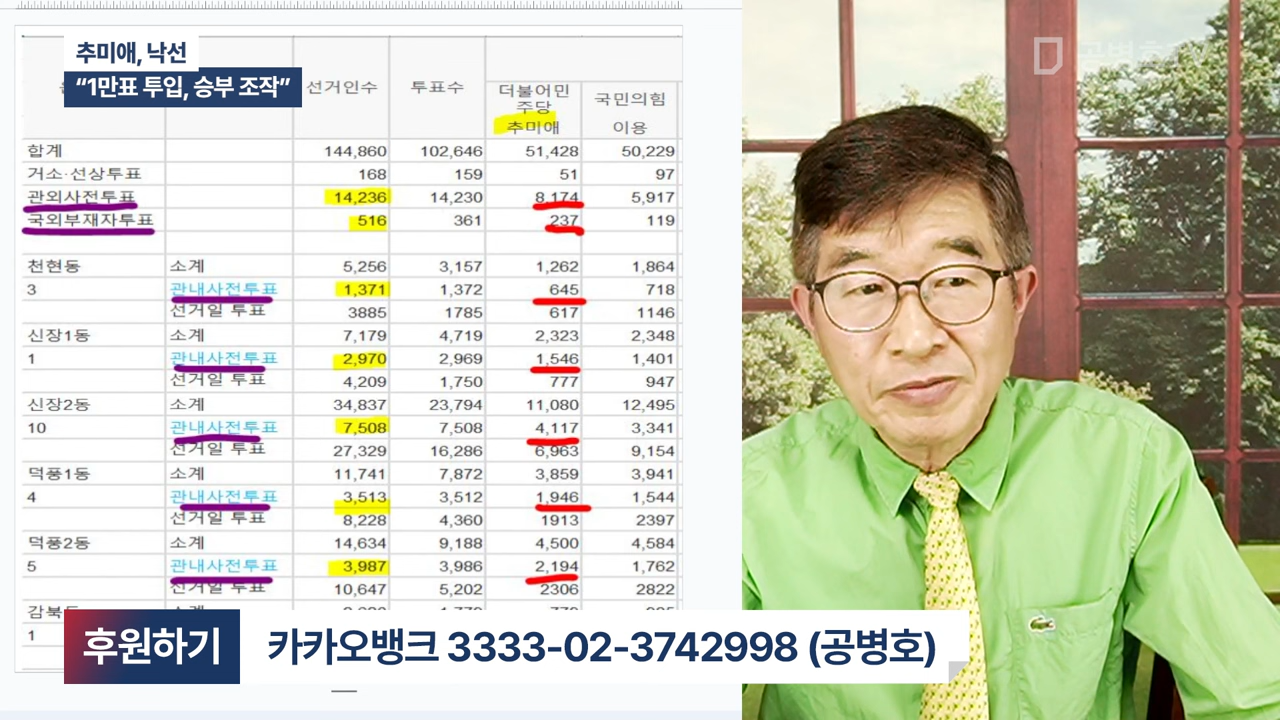 추미애, 낙선
“1만표 투입, 승부 조작”
공병호TV
선거인수 투표수 더불어민주당 추미애 국민의힘 이용
합계 144,860 102,646 51,428 50,229
거소·선상투표 168 159 51 97
관외사전투표 14,236 14,230 8,174 5,917
국외부재자투표 516 361 237 119
천현동 소계 5,256 3,157 1,262 1,864
3 관내사전투표 1,371 1,372 645 718
선거일 투표 3885 1785 617 1146
신장1동 소계 7,179 4,719 2,323 2,348
1 관내사전투표 2,970 2,969 1,546 1,401
선거일 투표 4,209 1,750 777 947
신장2동 소계 34,837 23,794 11,080 12,495
10 관내사전투표 7,508 7,508 4,117 3,341
선거일 투표 27,329 16,286 6,963 9,154
덕풍1동 소계 11,741 7,872 3,859 3,941
4 관내사전투표 3,513 3,512 1,946 1,544
선거일 투표 8,228 4,360 1913 2397
덕풍2동 소계 14,634 9,188 4,500 4,584
5 관내사전투표 3,987 3,986 2,194 1,762
선거일 투표 10,647 5,202 2306 2822
감북
1
후원하기 카카오뱅크 3333-02-3742998 (공병호)